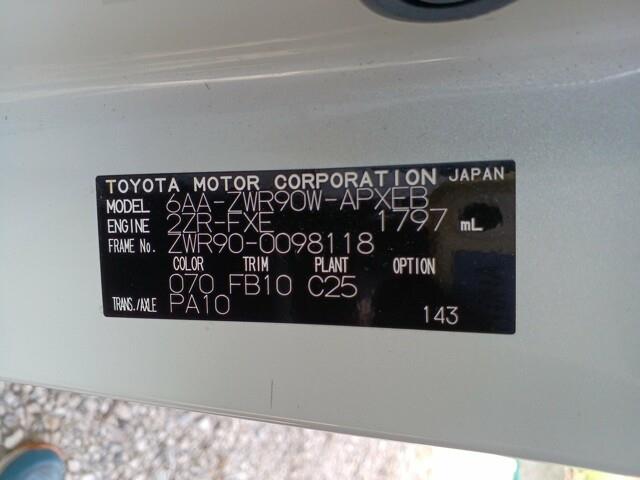 TOYOTA MOTOR CORPORATION JAPAN
MODEL 6AA-ZWR90W-APXEB
ENGINE 2ZR-FXE 1797 mL
FRAME No. ZWR90-0098118
COLOR TRIM PLANT OPTION
070 FB10 C25
TRANS./AXLE PA10 143